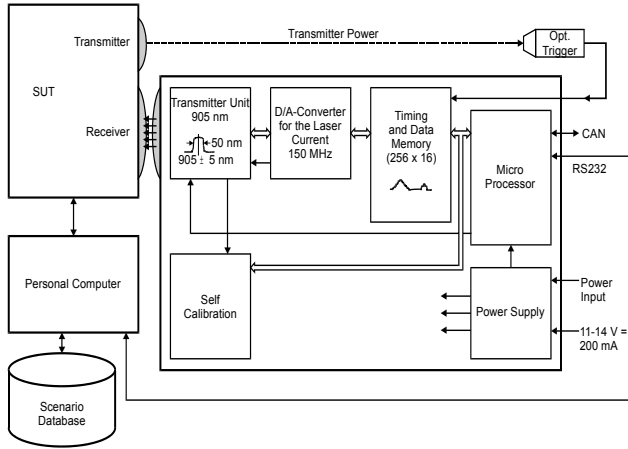 Transmitter
Transmitter Power
Opt.
Trigger
SUT
Receiver
Transmitter Unit
905 nm
50 nm
905 ± 5 nm
D/A-Converter
for the Laser
Current
150 MHz
Timing
and Data
Memory
(256 x 16)
Micro
Processor
CAN
RS232
Personal Computer
Self
Calibration
Power Supply
Power
Input
11-14 V =
200 mA
Scenario
Database